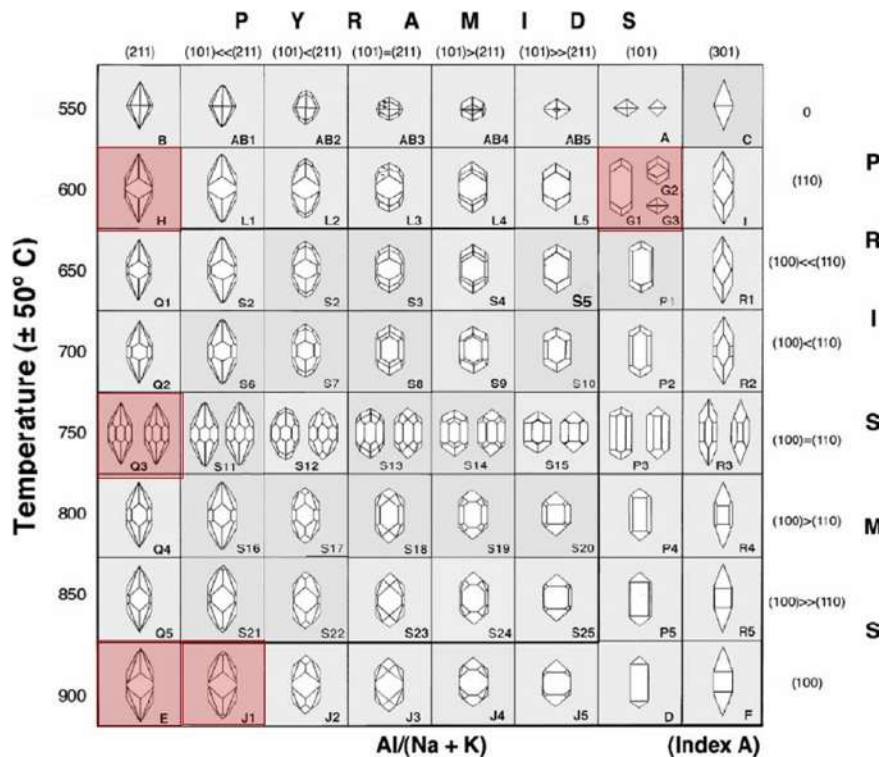 P Y R A M I D S
(211) (101)<<(211) (101)<(211) (101)=(211) (101)>(211) (101)>>(211) (101) (301)
550 B AB1 AB2 AB3 AB4 AB5 A C 0
600 H L1 L2 L3 L4 L5 G1 G2 G3 I (110)
650 Q1 S2 S2 S3 S4 S5 P1 R1 (100)<<(110)
700 Q2 S6 S7 S8 S9 S10 P2 R2 (100)<(110)
750 Q3 S11 S12 S13 S14 S15 P3 R3 (100)=(110)
800 Q4 S16 S17 S18 S19 S20 P4 R4 (100)>(110)
850 Q5 S21 S22 S23 S24 S25 P5 R5 (100)>>(110)
900 E J1 J2 J3 J4 J5 D F (100)
Temperature (± 50º C)
P R I S M S
Al/(Na + K) (Index A)